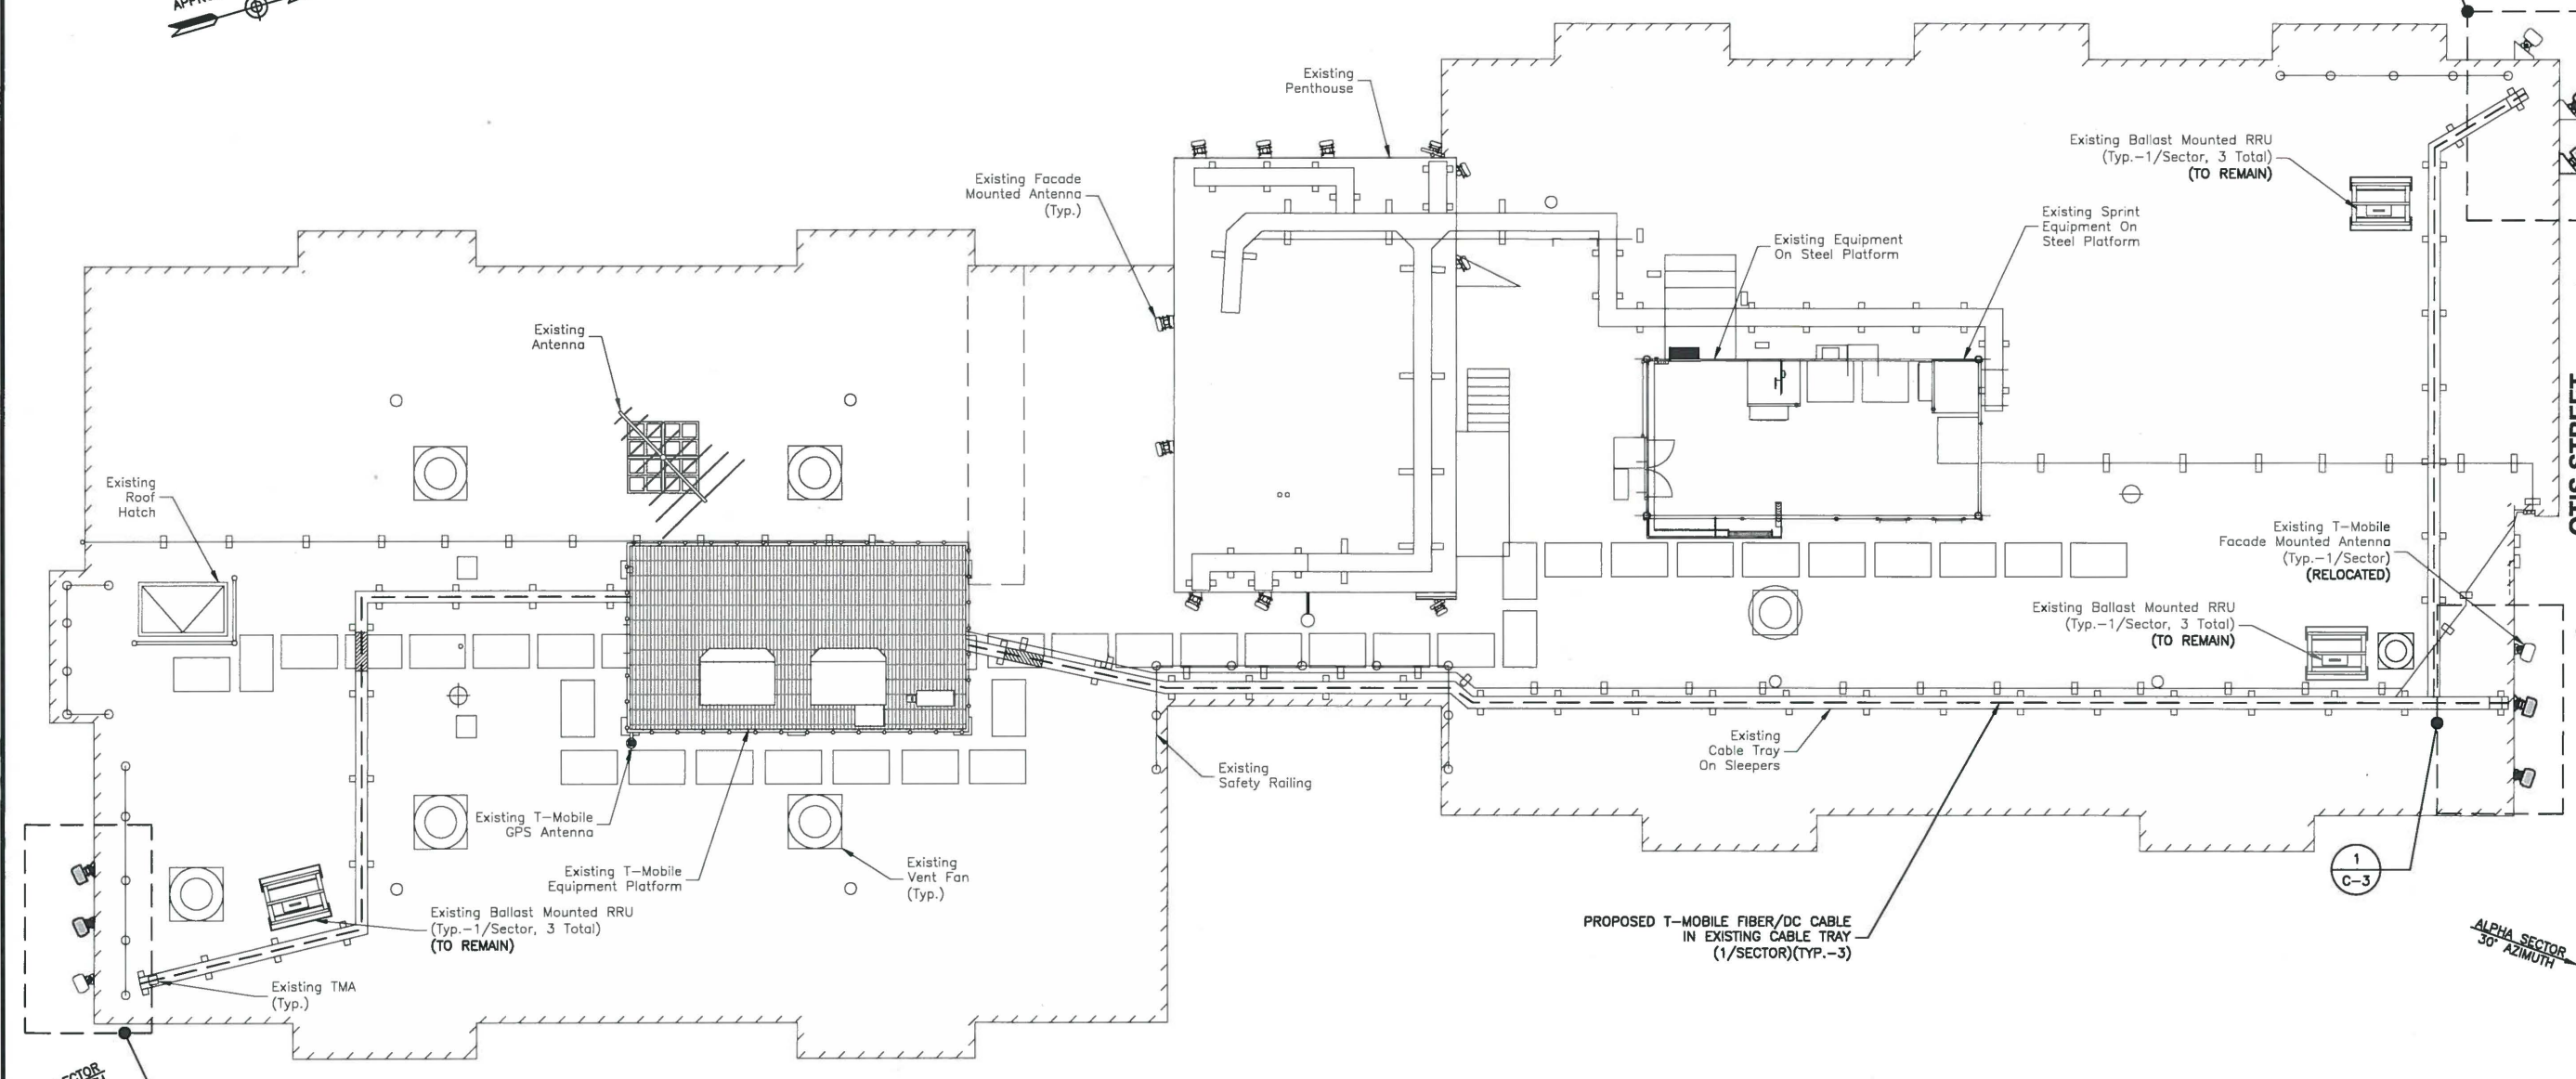 Existing
Penthouse
Existing Facade
Mounted Antenna
(Typ.)
Existing Ballast Mounted RRU
(Typ.-1/Sector, 3 Total)
(TO REMAIN)
Existing Sprint
Equipment On
Steel Platform
Existing Equipment
On Steel Platform
Existing
Antenna
Existing
Roof
Hatch
OTIS STREET
Existing T-Mobile
Facade Mounted Antenna
(Typ.-1/Sector)
(RELOCATED)
Existing Ballast Mounted RRU
(Typ.-1/Sector, 3 Total)
(TO REMAIN)
Existing
Cable Tray
On Sleepers
Existing
Safety Railing
Existing T-Mobile
GPS Antenna
Existing T-Mobile
Equipment Platform
Existing
Vent Fan
(Typ.)
Existing Ballast Mounted RRU
(Typ.-1/Sector, 3 Total)
(TO REMAIN)
Existing TMA
(Typ.)
PROPOSED T-MOBILE FIBER/DC CABLE
IN EXISTING CABLE TRAY
(1/SECTOR)(TYP.-3)
1
C-3
ALPHA SECTOR
30° AZIMUTH